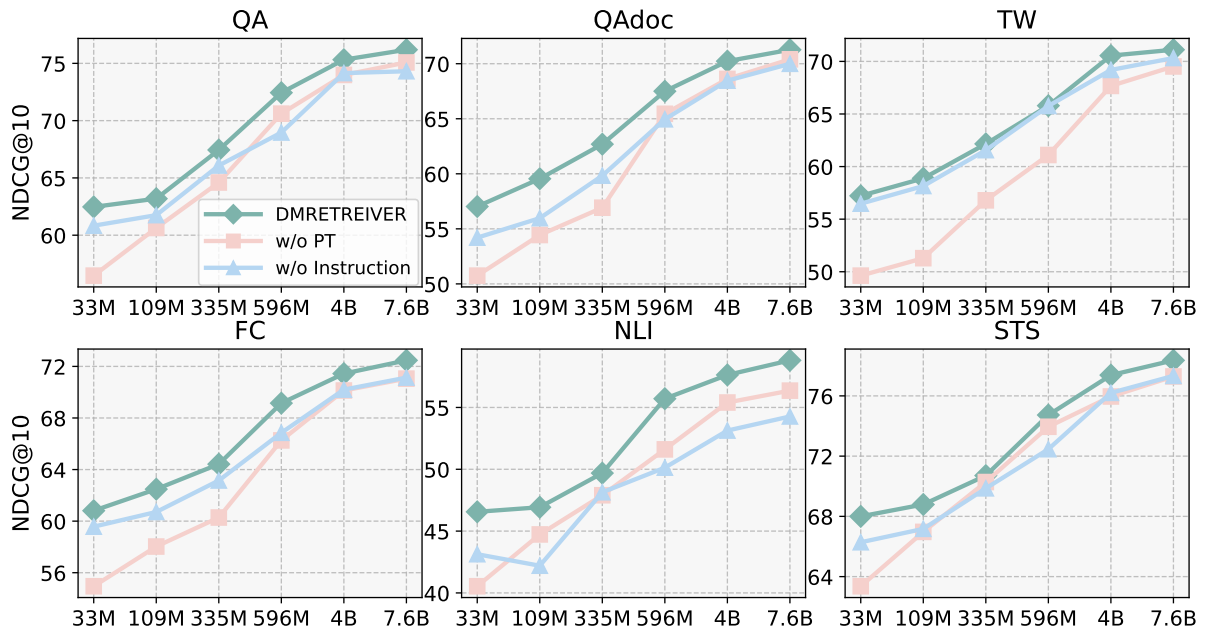 QA QAdoc TW
NDCG@10
75
70
65
60
70
65
60
55
50
70
65
60
55
50
DMRETREIVER
w/o PT
w/o Instruction
33M 109M 335M 596M 4B 7.6B
33M 109M 335M 596M 4B 7.6B
33M 109M 335M 596M 4B 7.6B
FC NLI STS
NDCG@10
72
68
64
60
56
55
50
45
40
76
72
68
64
33M 109M 335M 596M 4B 7.6B
33M 109M 335M 596M 4B 7.6B
33M 109M 335M 596M 4B 7.6B